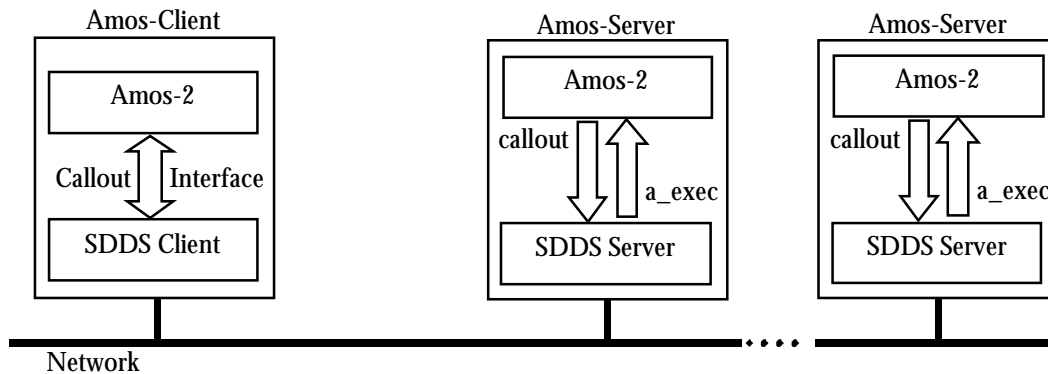 Amos-Client
Amos-Server
Amos-Server
Amos-2
Amos-2
Amos-2
Callout Interface
callout
a_exec
callout
a_exec
SDDS Client
SDDS Server
SDDS Server
Network